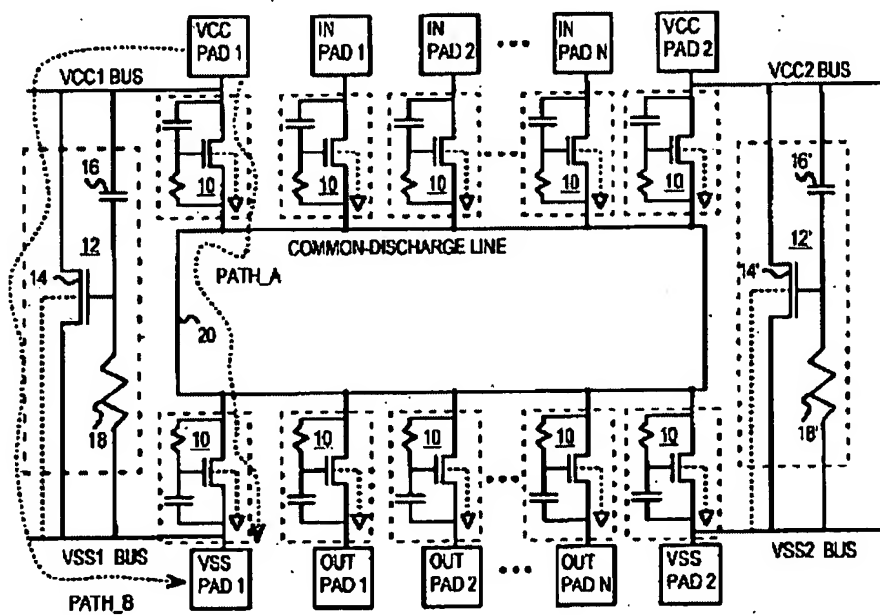 VCC PAD 1
IN PAD 1
IN PAD 2
•••
IN PAD N
VCC PAD 2
VCC1 BUS
VCC2 BUS
10
10
10
10
10
16
12
14
18
16'
12'
14'
18'
COMMON-DISCHARGE LINE
PATH_A
20
10
10
10
10
10
VSS1 BUS
VSS2 BUS
VSS PAD 1
OUT PAD 1
OUT PAD 2
•••
OUT PAD N
VSS PAD 2
PATH_B